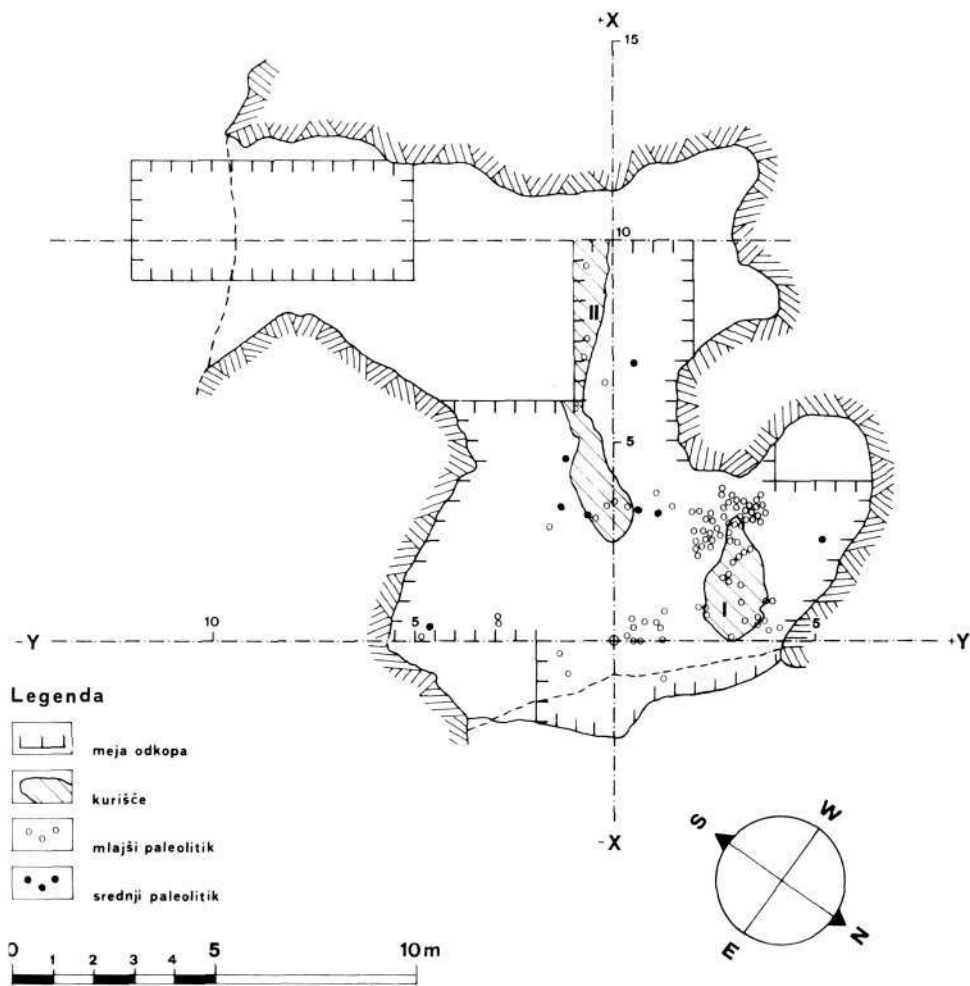 +X
15
10
II
5
I
-Y
10
5
5
+Y
Legenda
meja odkopa
kurišče
mlajši paleolitik
srednji paleolitik
-X
S
W
E
N
0
1
2
3
4
5
10 m